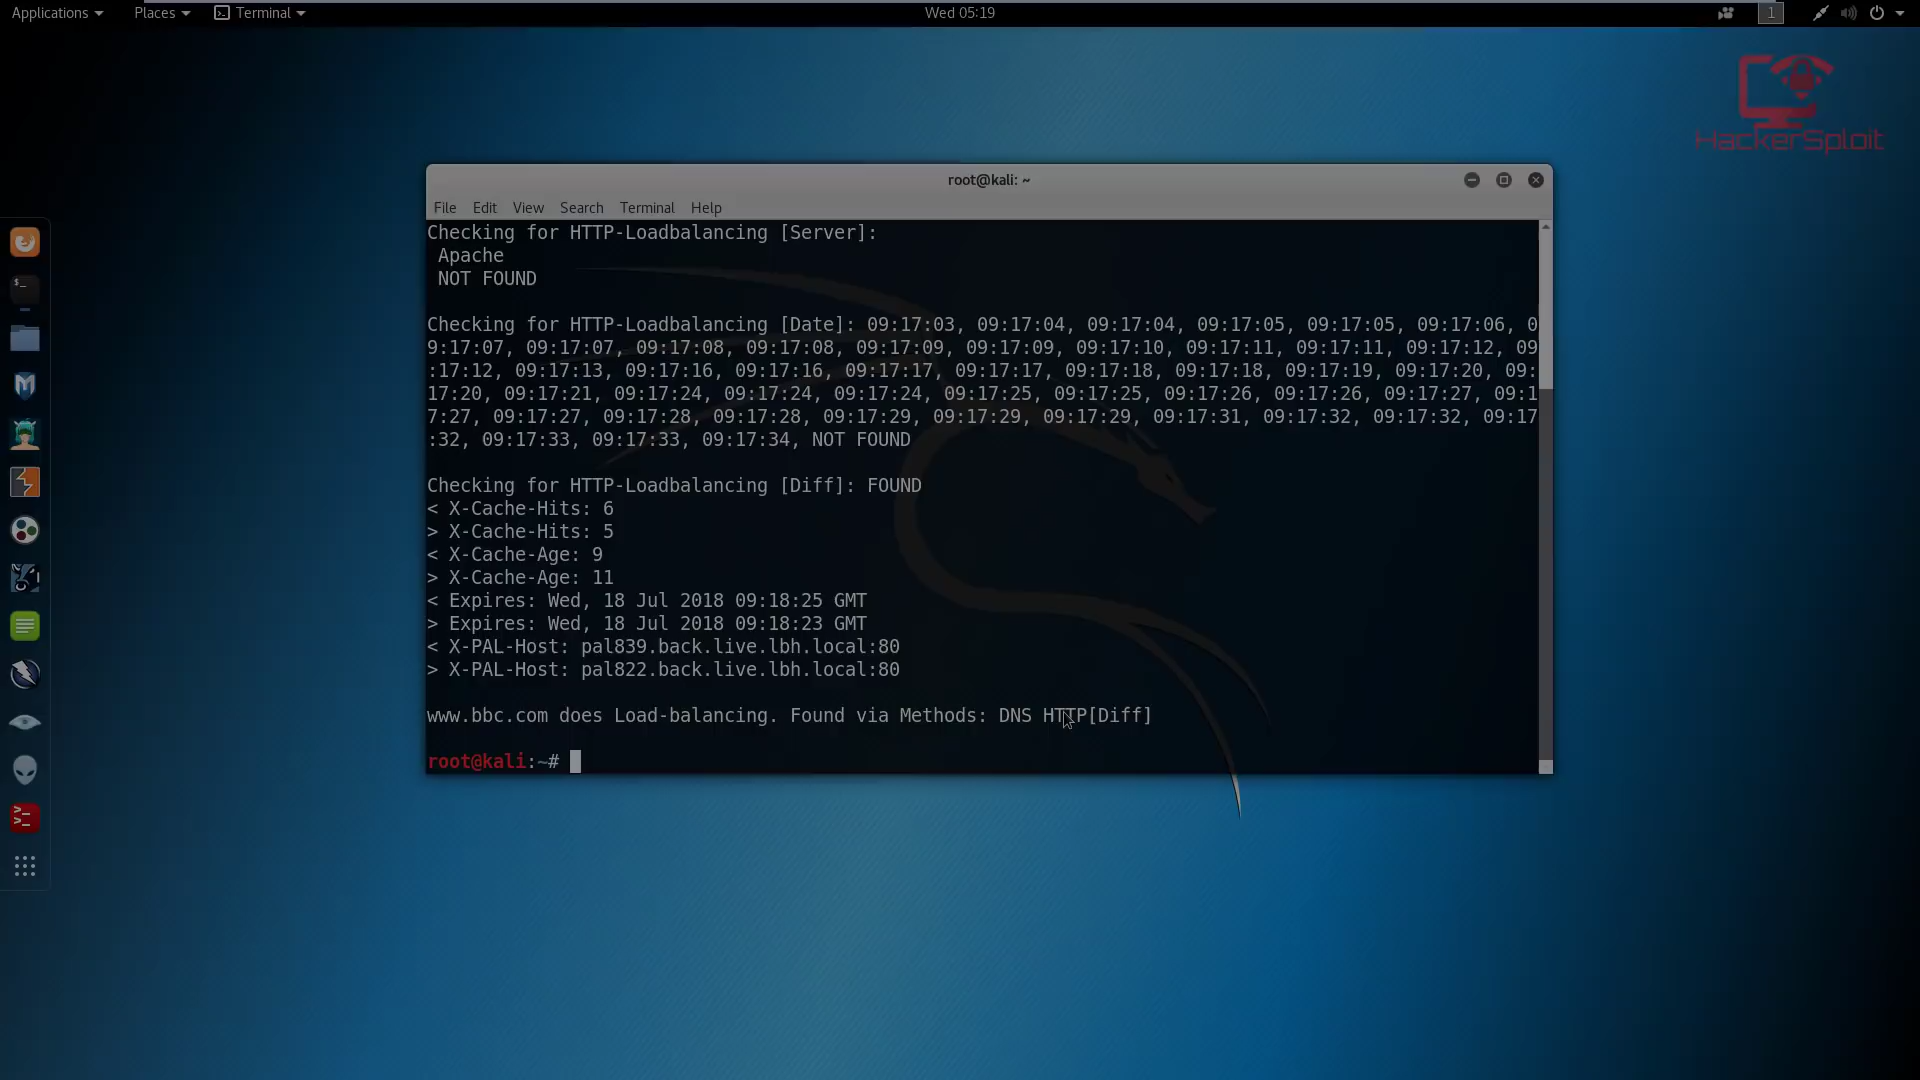 Applications Places Terminal Wed 05:19 1
HackerSploit
root@kali: ~
File Edit View Search Terminal Help
Checking for HTTP-Loadbalancing [Server]:
Apache
NOT FOUND
Checking for HTTP-Loadbalancing [Date]: 09:17:03, 09:17:04, 09:17:04, 09:17:05, 09:17:05, 09:17:06, 0
9:17:07, 09:17:07, 09:17:08, 09:17:08, 09:17:09, 09:17:09, 09:17:10, 09:17:11, 09:17:11, 09:17:12, 09
:17:12, 09:17:13, 09:17:16, 09:17:16, 09:17:17, 09:17:17, 09:17:18, 09:17:18, 09:17:19, 09:17:20, 09:
17:20, 09:17:21, 09:17:24, 09:17:24, 09:17:24, 09:17:25, 09:17:25, 09:17:26, 09:17:26, 09:17:27, 09:1
7:27, 09:17:27, 09:17:28, 09:17:28, 09:17:29, 09:17:29, 09:17:29, 09:17:31, 09:17:32, 09:17:32, 09:17
:32, 09:17:33, 09:17:33, 09:17:34, NOT FOUND
Checking for HTTP-Loadbalancing [Diff]: FOUND
< X-Cache-Hits: 6
> X-Cache-Hits: 5
< X-Cache-Age: 9
> X-Cache-Age: 11
< Expires: Wed, 18 Jul 2018 09:18:25 GMT
> Expires: Wed, 18 Jul 2018 09:18:23 GMT
< X-PAL-Host: pal839.back.live.lbh.local:80
> X-PAL-Host: pal822.back.live.lbh.local:80
www.bbc.com does Load-balancing. Found via Methods: DNS HTTP[Diff]
root@kali:~#